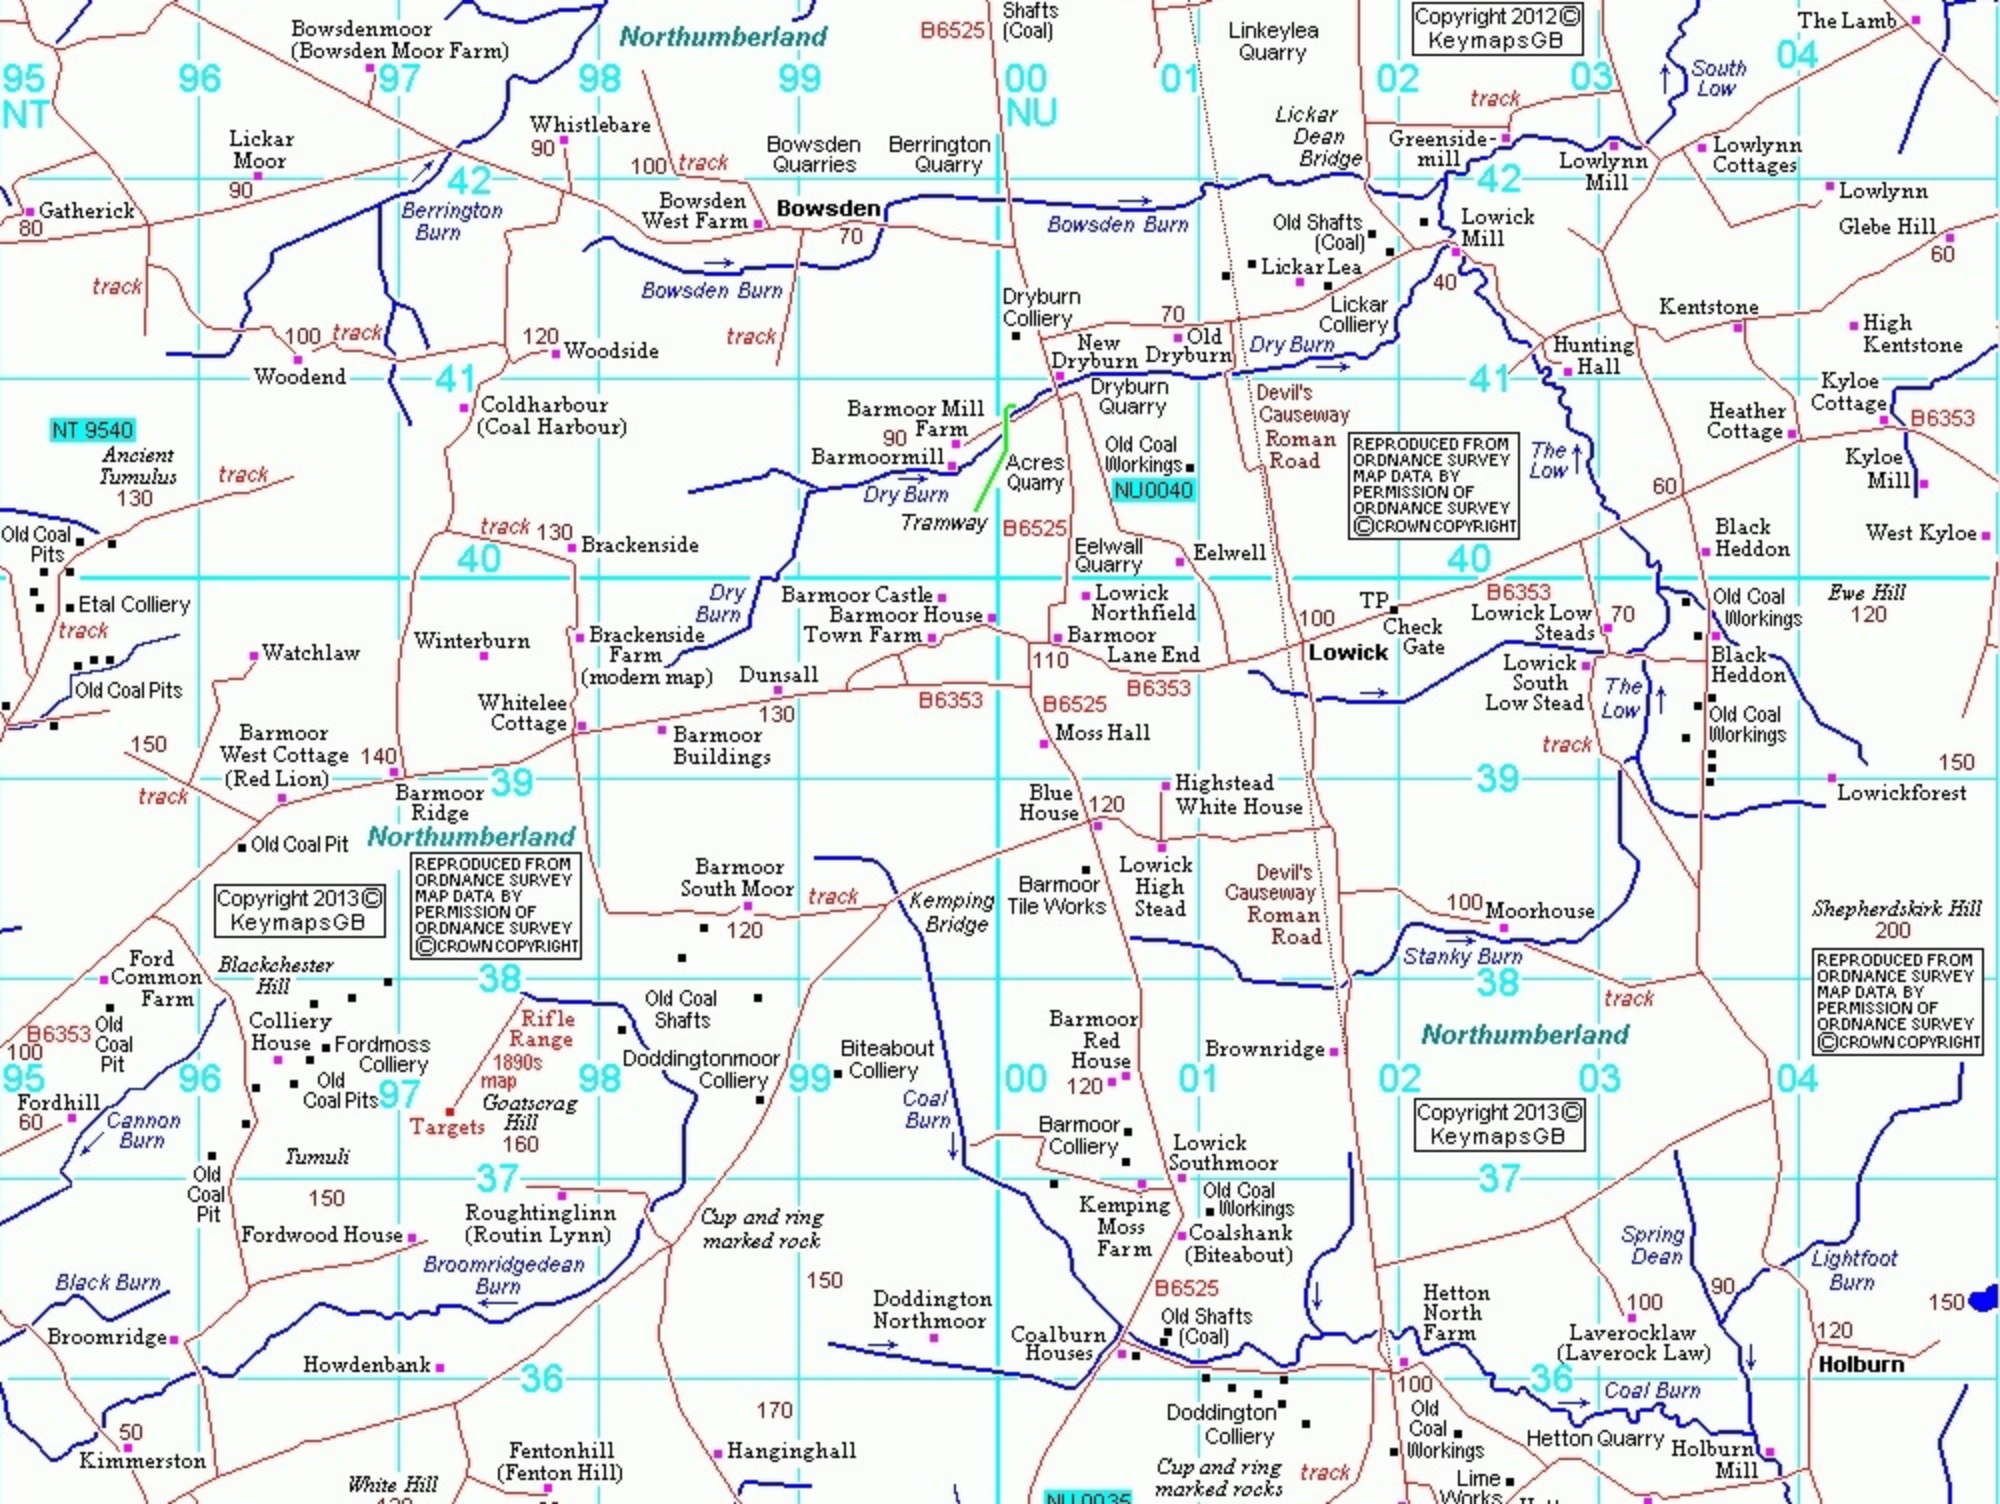 Bowsdenmoor
(Bowsden Moor Farm)
Northumberland
B6525
Shafts
(Coal)
Linkeylea
Quarry
Copyright 2012©
KeymapsGB
The Lamb
95
NT
96
97
98
99
00
NU
01
02
03
04
South
Low
track
Lickar
Moor
90
Whistlebare
90
100
track
Bowsden
Quarries
Berrington
Quarry
Lickar
Dean
Bridge
Greenside-
mill
Lowlynn
Mill
Lowlynn
Cottages
42
42
Gatherick
80
Berrington
Burn
Bowsden
West Farm
Bowsden
70
Bowsden Burn
Old Shafts
(Coal)
Lowick
Mill
Lowlynn
Glebe Hill
60
track
Bowsden Burn
Lickar Lea
40
Dryburn
Colliery
Lickar
Colliery
Kentstone
High
Kentstone
100
track
120
Woodside
track
70
Old
Dryburn
New
Dryburn
Dry Burn
Hunting
Hall
Woodend
41
41
Dryburn
Quarry
Devil's
Causeway
Roman
Road
Kyloe
Cottage
Heather
Cottage
B6353
NT 9540
Coldharbour
(Coal Harbour)
Barmoor Mill
Farm
90
Barmoormill
Old Coal
Workings
NU0040
REPRODUCED FROM
ORDNANCE SURVEY
MAP DATA BY
PERMISSION OF
ORDNANCE SURVEY
©CROWN COPYRIGHT
The
Low
Kyloe
Mill
Ancient
Tumulus
130
track
Acres
Quarry
Dry Burn
Tramway
60
Old Coal
Pits
track
130
Brackenside
B6525
Eelwall
Quarry
Eelwell
Black
Heddon
West Kyloe
40
40
Etal Colliery
track
Dry
Burn
Barmoor Castle
Barmoor House
Town Farm
Lowick
Northfield
TP
Check
Gate
100
B6353
Lowick Low
Steads
70
Old Coal
Workings
Ewe Hill
120
Watchlaw
Winterburn
Brackenside
Farm
(modern map)
Barmoor
Lane End
110
Lowick
Black
Heddon
Old Coal Pits
Dunsall
B6353
B6353
Lowick
South
Low Stead
The
Low
Whitelee
Cottage
130
B6525
Old Coal
Workings
150
Barmoor
West Cottage
(Red Lion)
140
Barmoor
Buildings
Moss Hall
track
150
track
39
39
Barmoor
Ridge
Blue
House
120
Highstead
White House
Lowickforest
Old Coal Pit
Northumberland
REPRODUCED FROM
ORDNANCE SURVEY
MAP DATA BY
PERMISSION OF
ORDNANCE SURVEY
©CROWN COPYRIGHT
Copyright 2013©
KeymapsGB
Barmoor
South Moor
120
track
Kemping
Bridge
Barmoor
Tile Works
Lowick
High
Stead
Devil's
Causeway
Roman
Road
100
Moorhouse
Shepherdskirk Hill
200
Ford
Common
Farm
Blackchester
Hill
38
38
Stanky Burn
track
REPRODUCED FROM
ORDNANCE SURVEY
MAP DATA BY
PERMISSION OF
ORDNANCE SURVEY
©CROWN COPYRIGHT
Old
Coal
Pit
B6353
100
Colliery
House
Fordmoss
Colliery
Old
Coal Pits
Rifle
Range
1890s
map
Targets
Goatscrag
Hill
160
Old Coal
Shafts
Doddingtonmoor
Colliery
Biteabout
Colliery
Barmoor
Red
House
120
Brownridge
Northumberland
95
96
97
98
99
00
01
02
03
04
Fordhill
60
Cannon
Burn
Coal
Burn
Copyright 2013©
KeymapsGB
Tumuli
150
Old
Coal
Pit
37
37
Barmoor
Colliery
Lowick
Southmoor
Kemping
Moss
Farm
Old Coal
Workings
Coalshank
(Biteabout)
Fordwood House
Roughtinglinn
(Routin Lynn)
Cup and ring
marked rock
Spring
Dean
Lightfoot
Burn
Black Burn
Broomridgedean
Burn
150
B6525
Hetton
North
Farm
90
150
Broomridge
Doddington
Northmoor
Coalburn
Houses
Old Shafts
(Coal)
100
Laverocklaw
(Laverock Law)
120
Holburn
Howdenbank
36
36
100
Coal Burn
50
Kimmerston
170
Hanginghall
Doddington
Colliery
Old
Coal
Workings
Hetton Quarry
Holburn
Mill
Fentonhill
(Fenton Hill)
White Hill
Cup and ring
marked rocks
track
Lime
Works
NU 0035